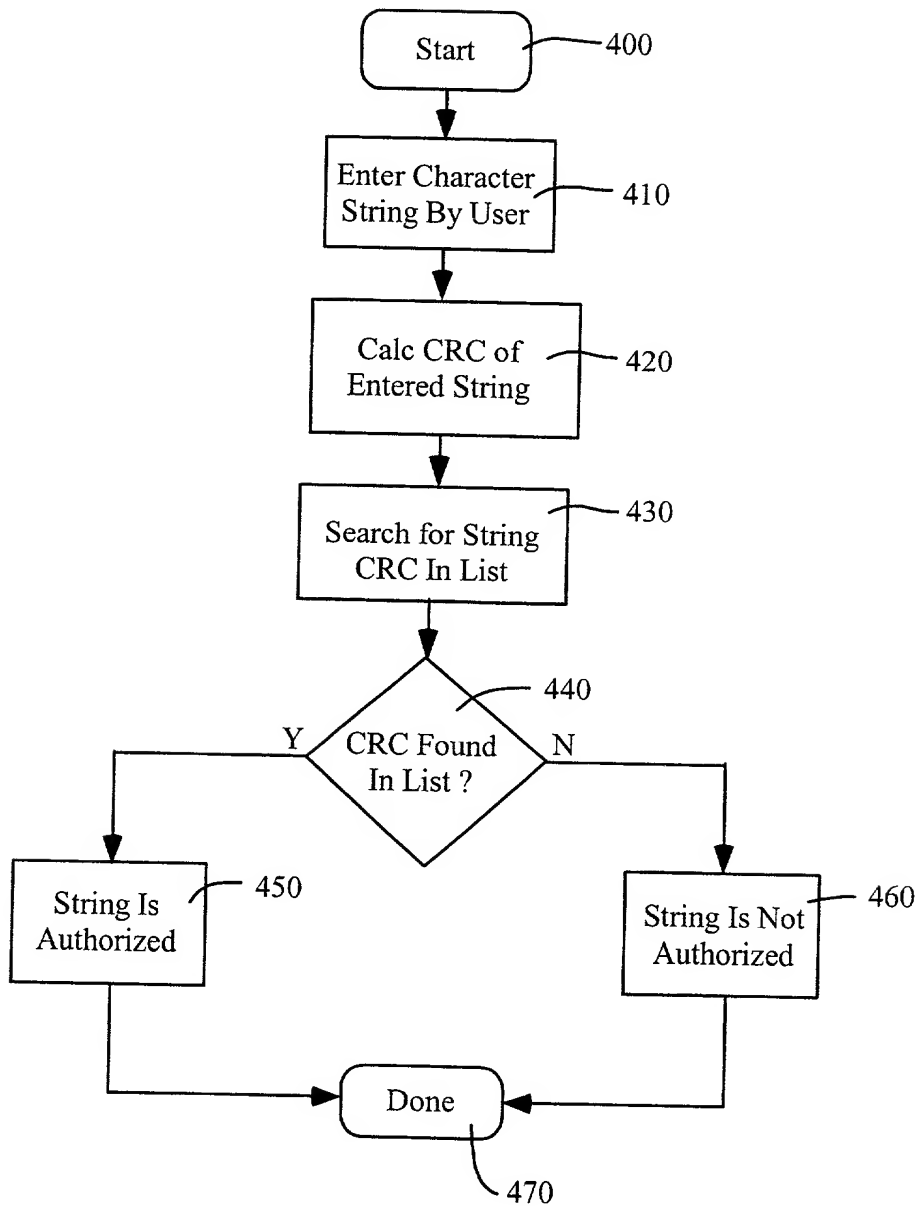 Start
400
Enter Character
String By User
410
Calc CRC of
Entered String
420
Search for String
CRC In List
430
440
Y
CRC Found
In List ?
N
String Is
Authorized
450
String Is Not
Authorized
460
Done
470